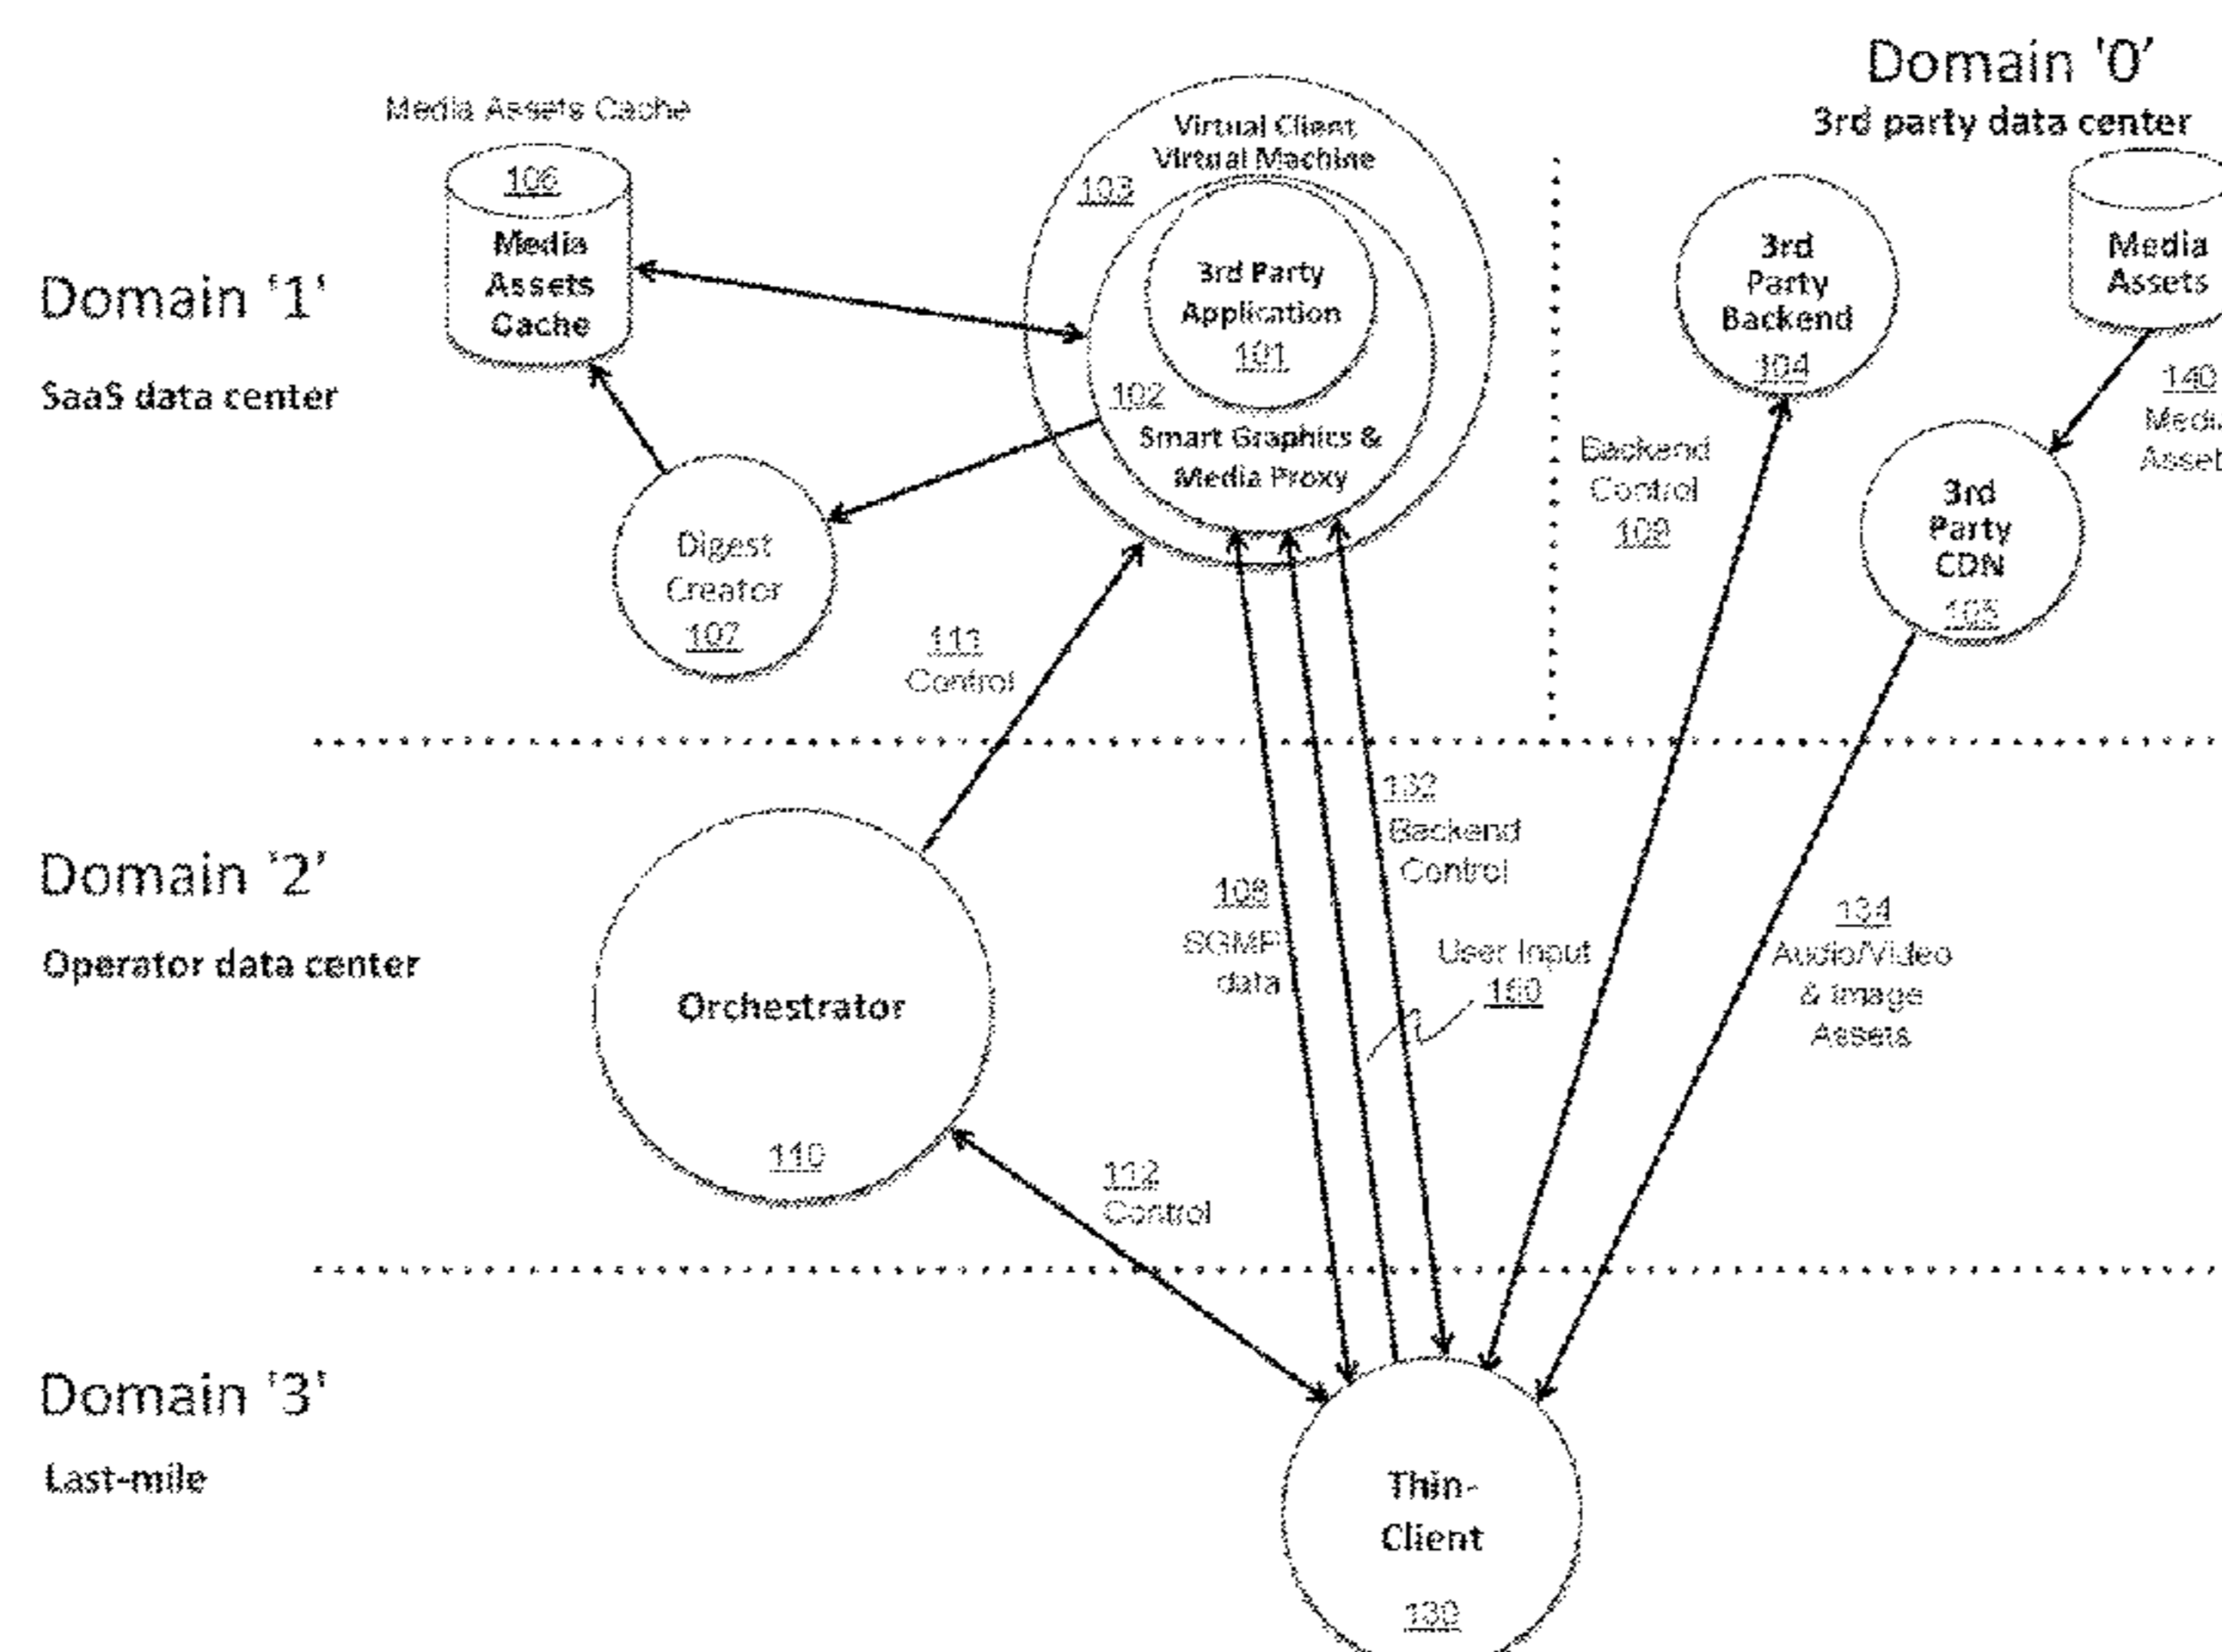 Domain '0'
3rd party data center
Media Assets Cache
106
Media
Assets
Cache
Virtual Client
Virtual Machine
103
3rd Party
Application
101
102
Smart Graphics &
Media Proxy
3rd
Party
Backend
104
Media
Assets
140
Domain '1'
SaaS data center
Backend
Control
109
3rd
Party
CDN
105
Digest
Creator
107
111
Control
Domain '2'
Operator data center
Orchestrator
110
132
Backend
Control
108
SGMP
data
User Input
160
134
Audio/Video
& Image
Assets
112
Control
Domain '3'
Last-mile
Thin-
Client
130